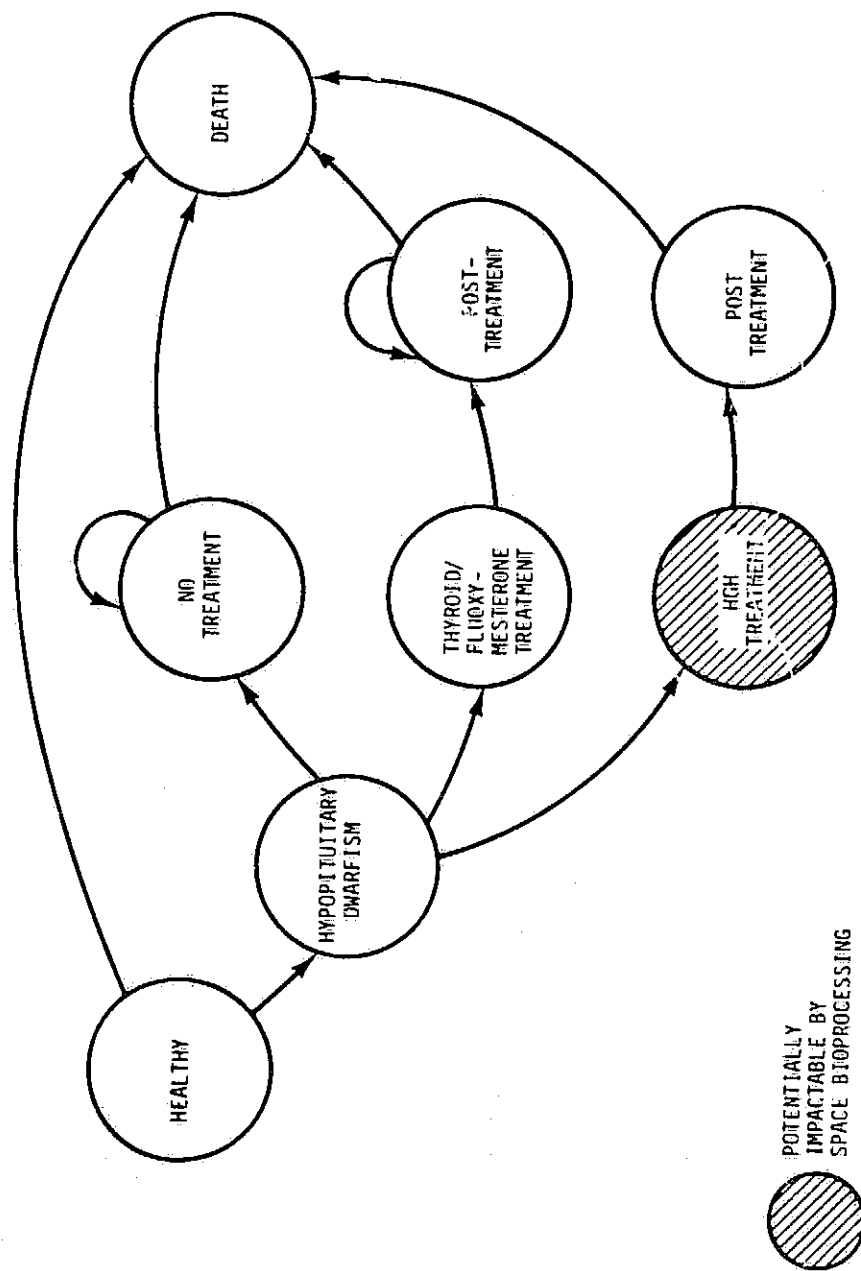 HEALTHY
HYPOPITUITARY
DWARFISM
NO
TREATMENT
THYROID/
FLUOXY-
MESTERONE
TREATMENT
HGH
TREATMENT
POST-
TREATMENT
POST
TREATMENT
DEATH
POTENTIALLY
IMPACTABLE BY
SPACE BIOPROCESSING